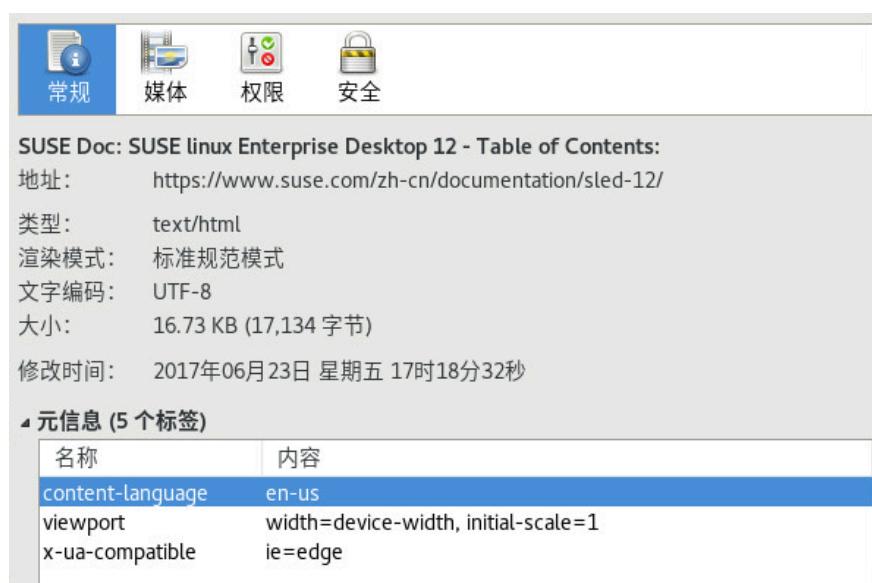 常规 媒体 权限 安全
SUSE Doc: SUSE linux Enterprise Desktop 12 - Table of Contents:
地址： https://www.suse.com/zh-cn/documentation/sled-12/
类型： text/html
渲染模式： 标准规范模式
文字编码： UTF-8
大小： 16.73 KB (17,134 字节)
修改时间： 2017年06月23日 星期五 17时18分32秒
元信息 (5 个标签)
名称 内容
content-language en-us
viewport width=device-width, initial-scale=1
x-ua-compatible ie=edge